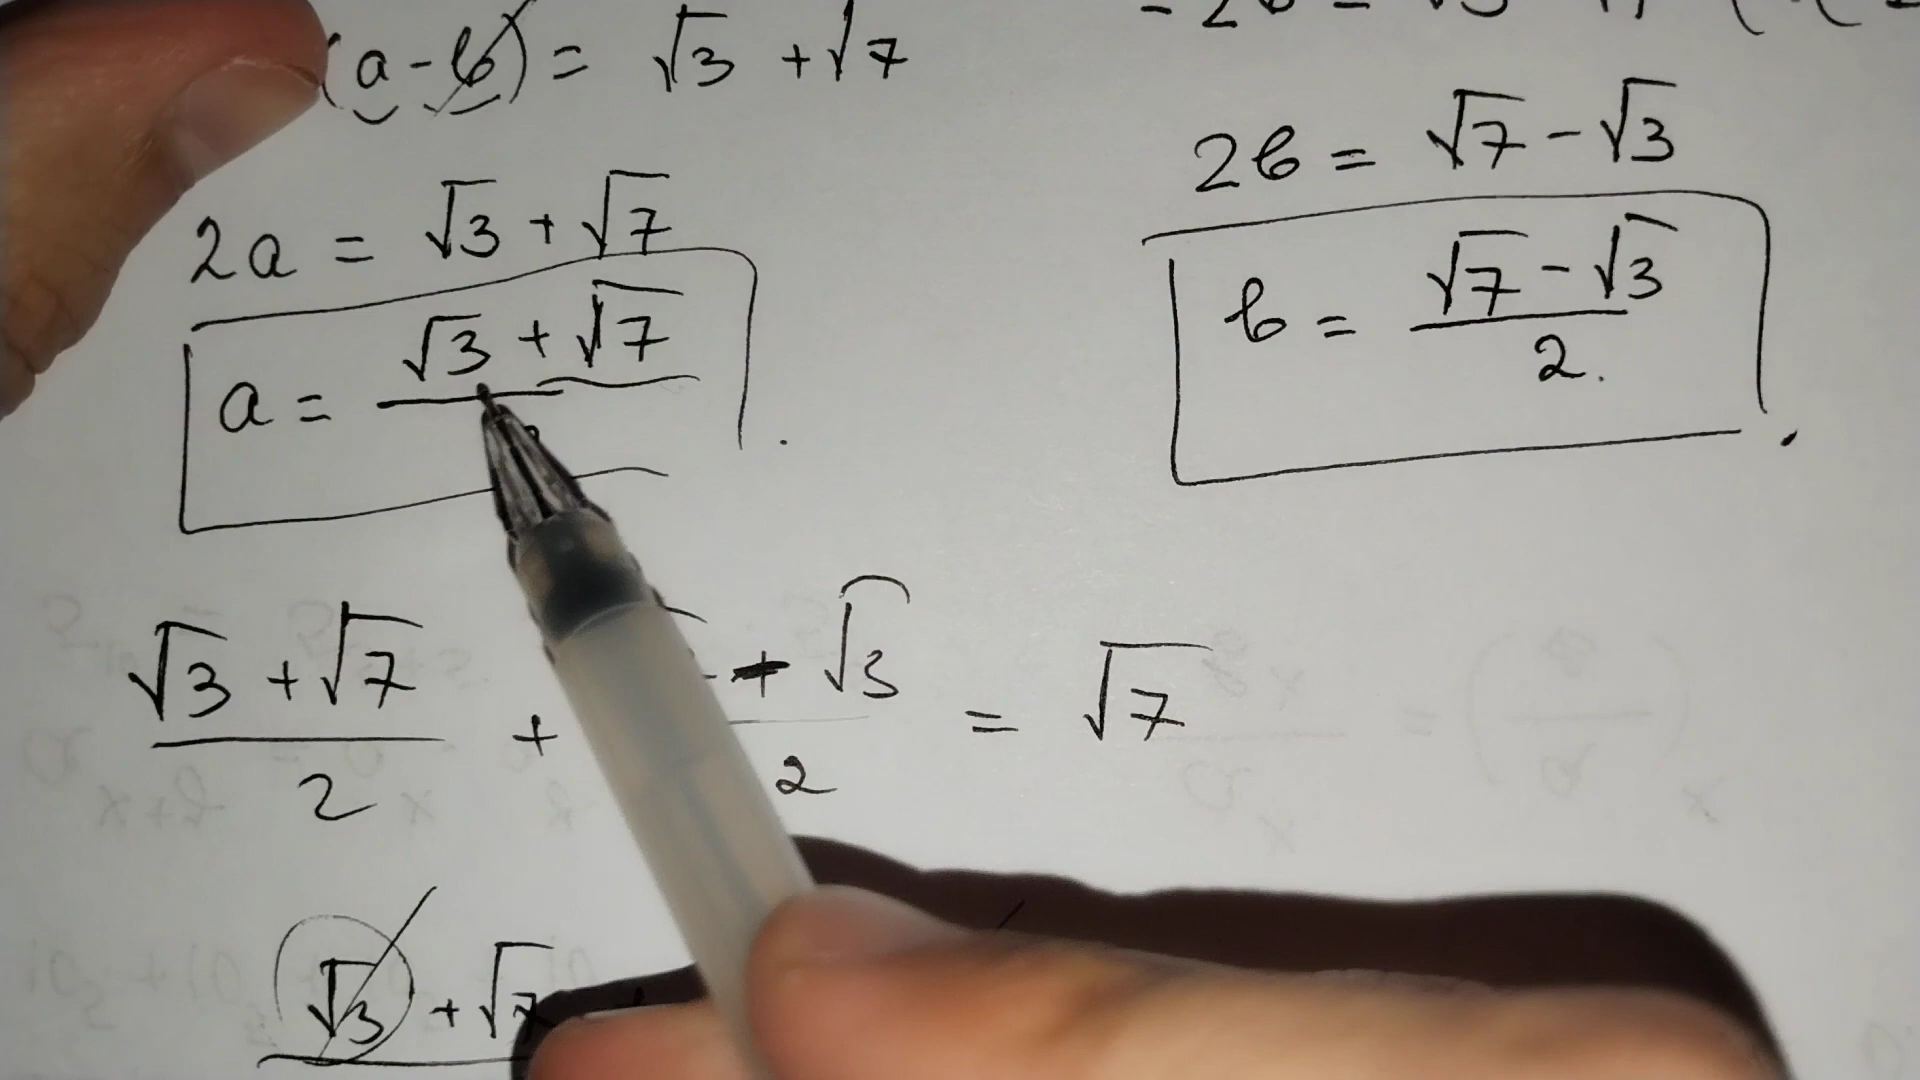 (a - b) = √3 + √7
2a = √3 + √7
a = (√3 + √7) /
2b = √7 - √3
b = (√7 - √3) / 2.
(√3 + √7) / 2 + - √3 / 2 = √7
√3 + √7